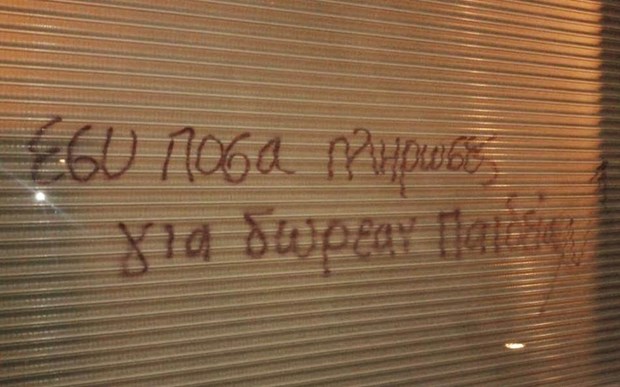 εσυ ποσα πληρωσες
για δωρεαν Παιδεία;